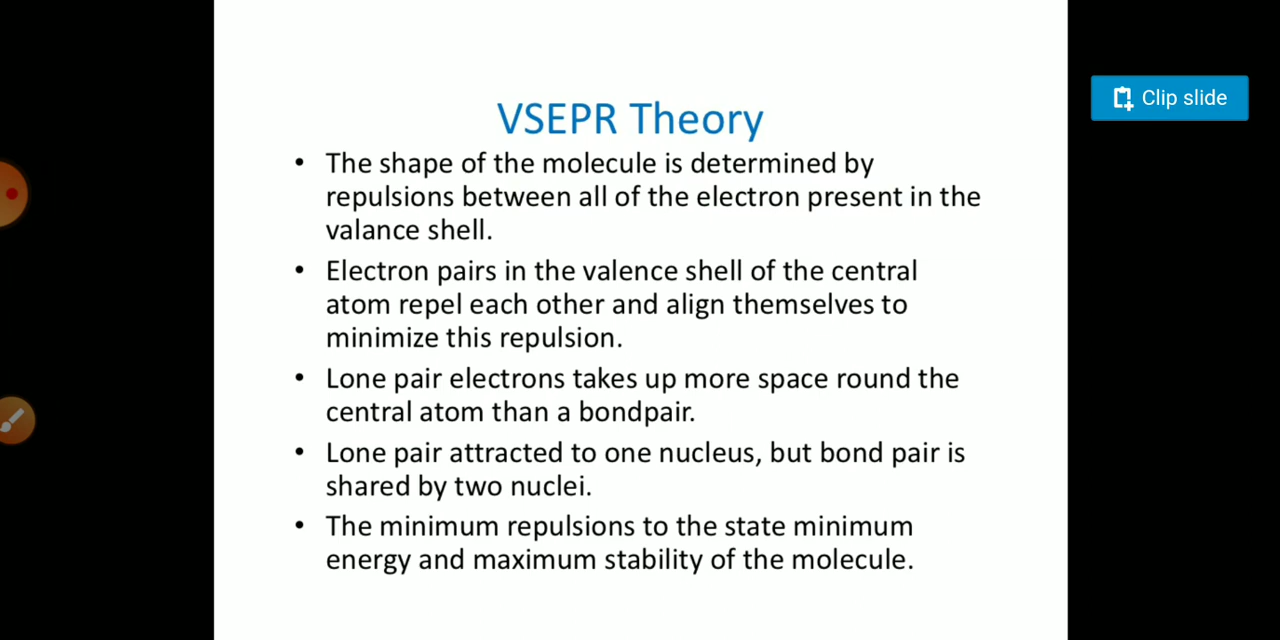 VSEPR Theory
• The shape of the molecule is determined by
repulsions between all of the electron present in the
valance shell.
• Electron pairs in the valence shell of the central
atom repel each other and align themselves to
minimize this repulsion.
• Lone pair electrons takes up more space round the
central atom than a bondpair.
• Lone pair attracted to one nucleus, but bond pair is
shared by two nuclei.
• The minimum repulsions to the state minimum
energy and maximum stability of the molecule.
Clip slide